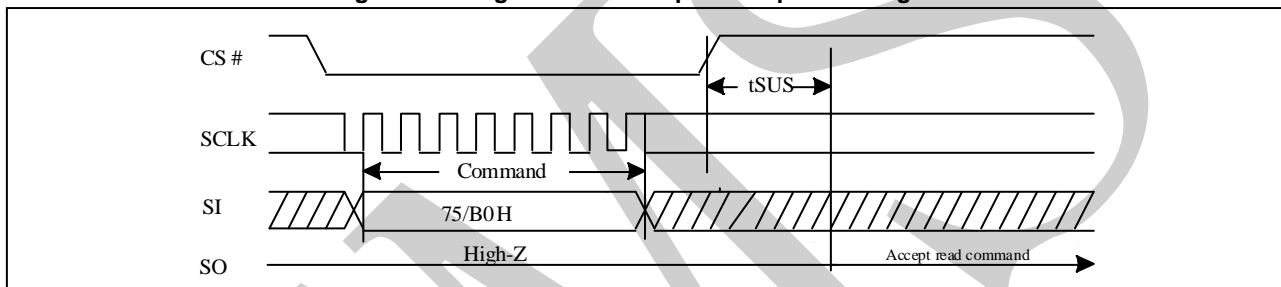 CS #
tSUS
SCLK
Command
SI
75/B0H
High-Z
Accept read command
SO